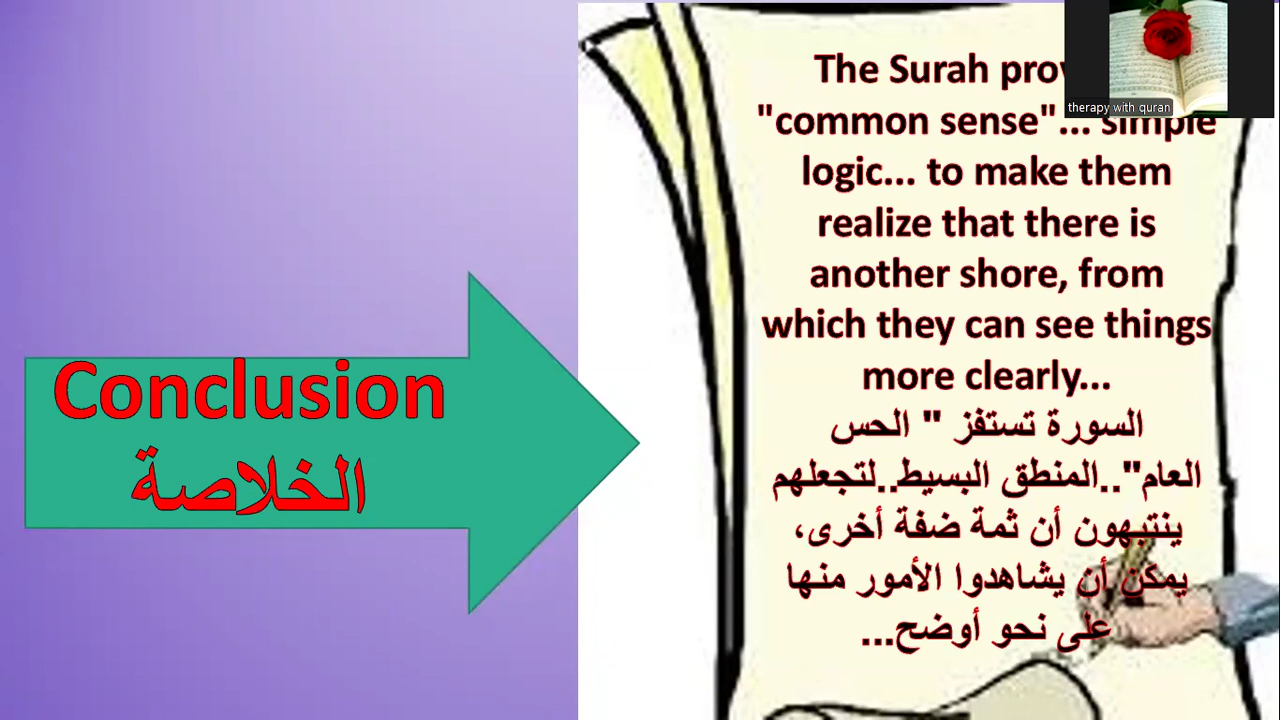 Conclusion
الخلاصة
The Surah
"common sense"... simple
logic... to make them
realize that there is
another shore, from
which they can see things
more clearly...
السورة تستفز " الحس
العام"..المنطق البسيط..لتجعلهم
ينتبهون أن ثمة ضفة أخرى،
يمكن أن يشاهدوا الأمور منها
على نحو أوضح...
therapy with quran